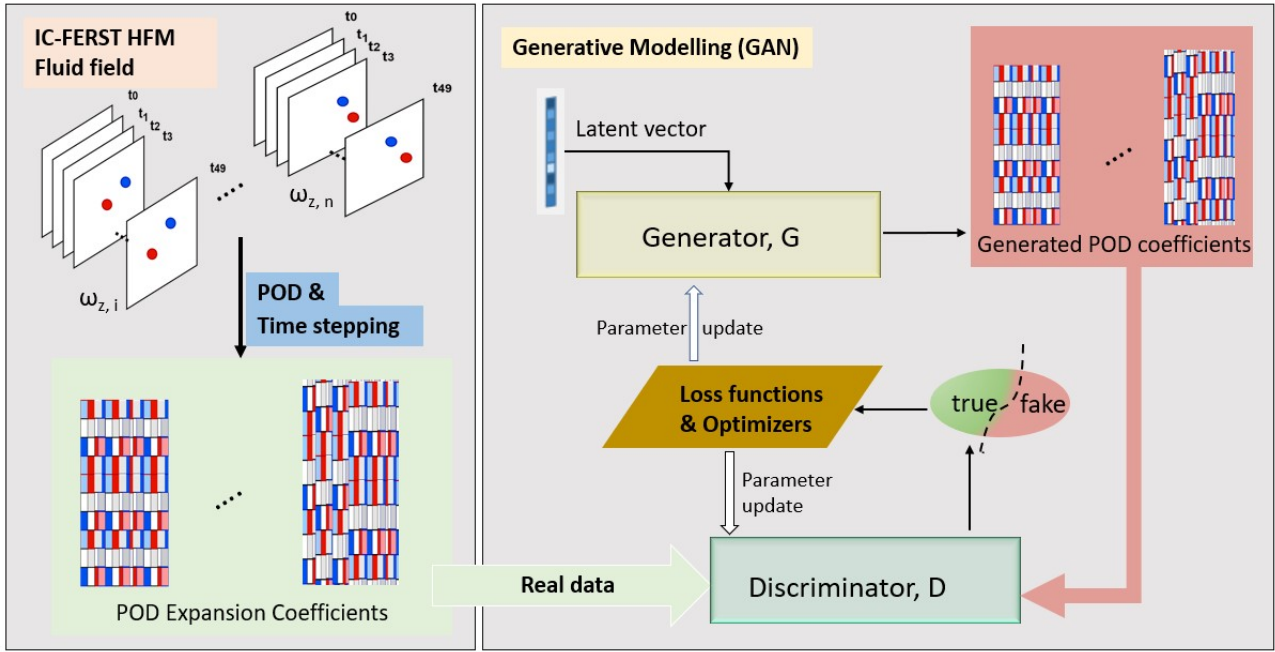 IC-FERST HFM
Fluid field
t0
t1
t2
t3
t49
ωz, i
t0
t1
t2
t3
t49
ωz, n
POD &
Time stepping
POD Expansion Coefficients
Generative Modelling (GAN)
Latent vector
Generator, G
Generated POD coefficients
Parameter update
Loss functions
& Optimizers
true fake
Parameter
update
Real data
Discriminator, D